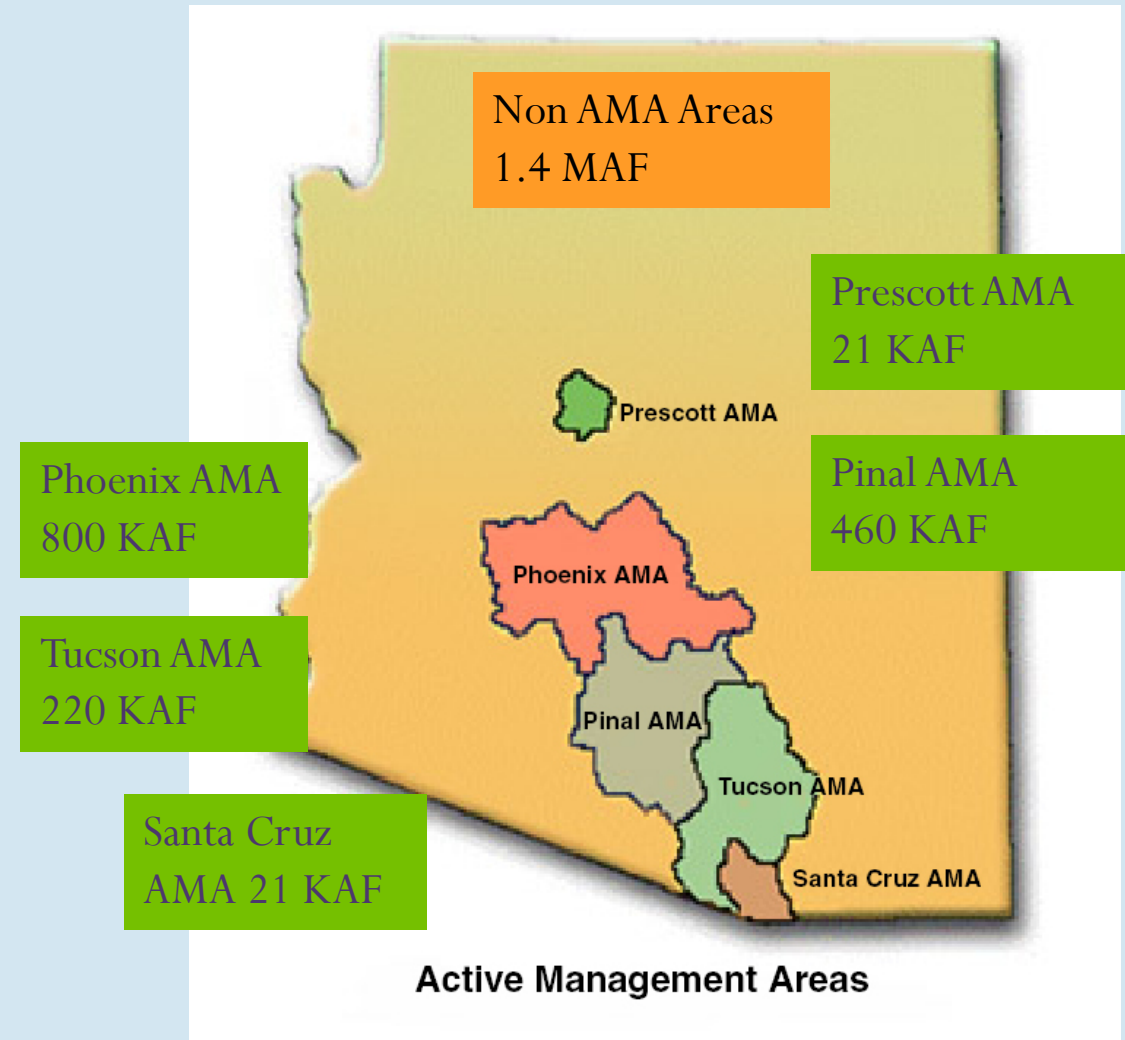 Non AMA Areas
1.4 MAF
Prescott AMA
21 KAF
Prescott AMA
Phoenix AMA
800 KAF
Pinal AMA
460 KAF
Phoenix AMA
Tucson AMA
220 KAF
Pinal AMA
Tucson AMA
Santa Cruz
AMA 21 KAF
Santa Cruz AMA
Active Management Areas